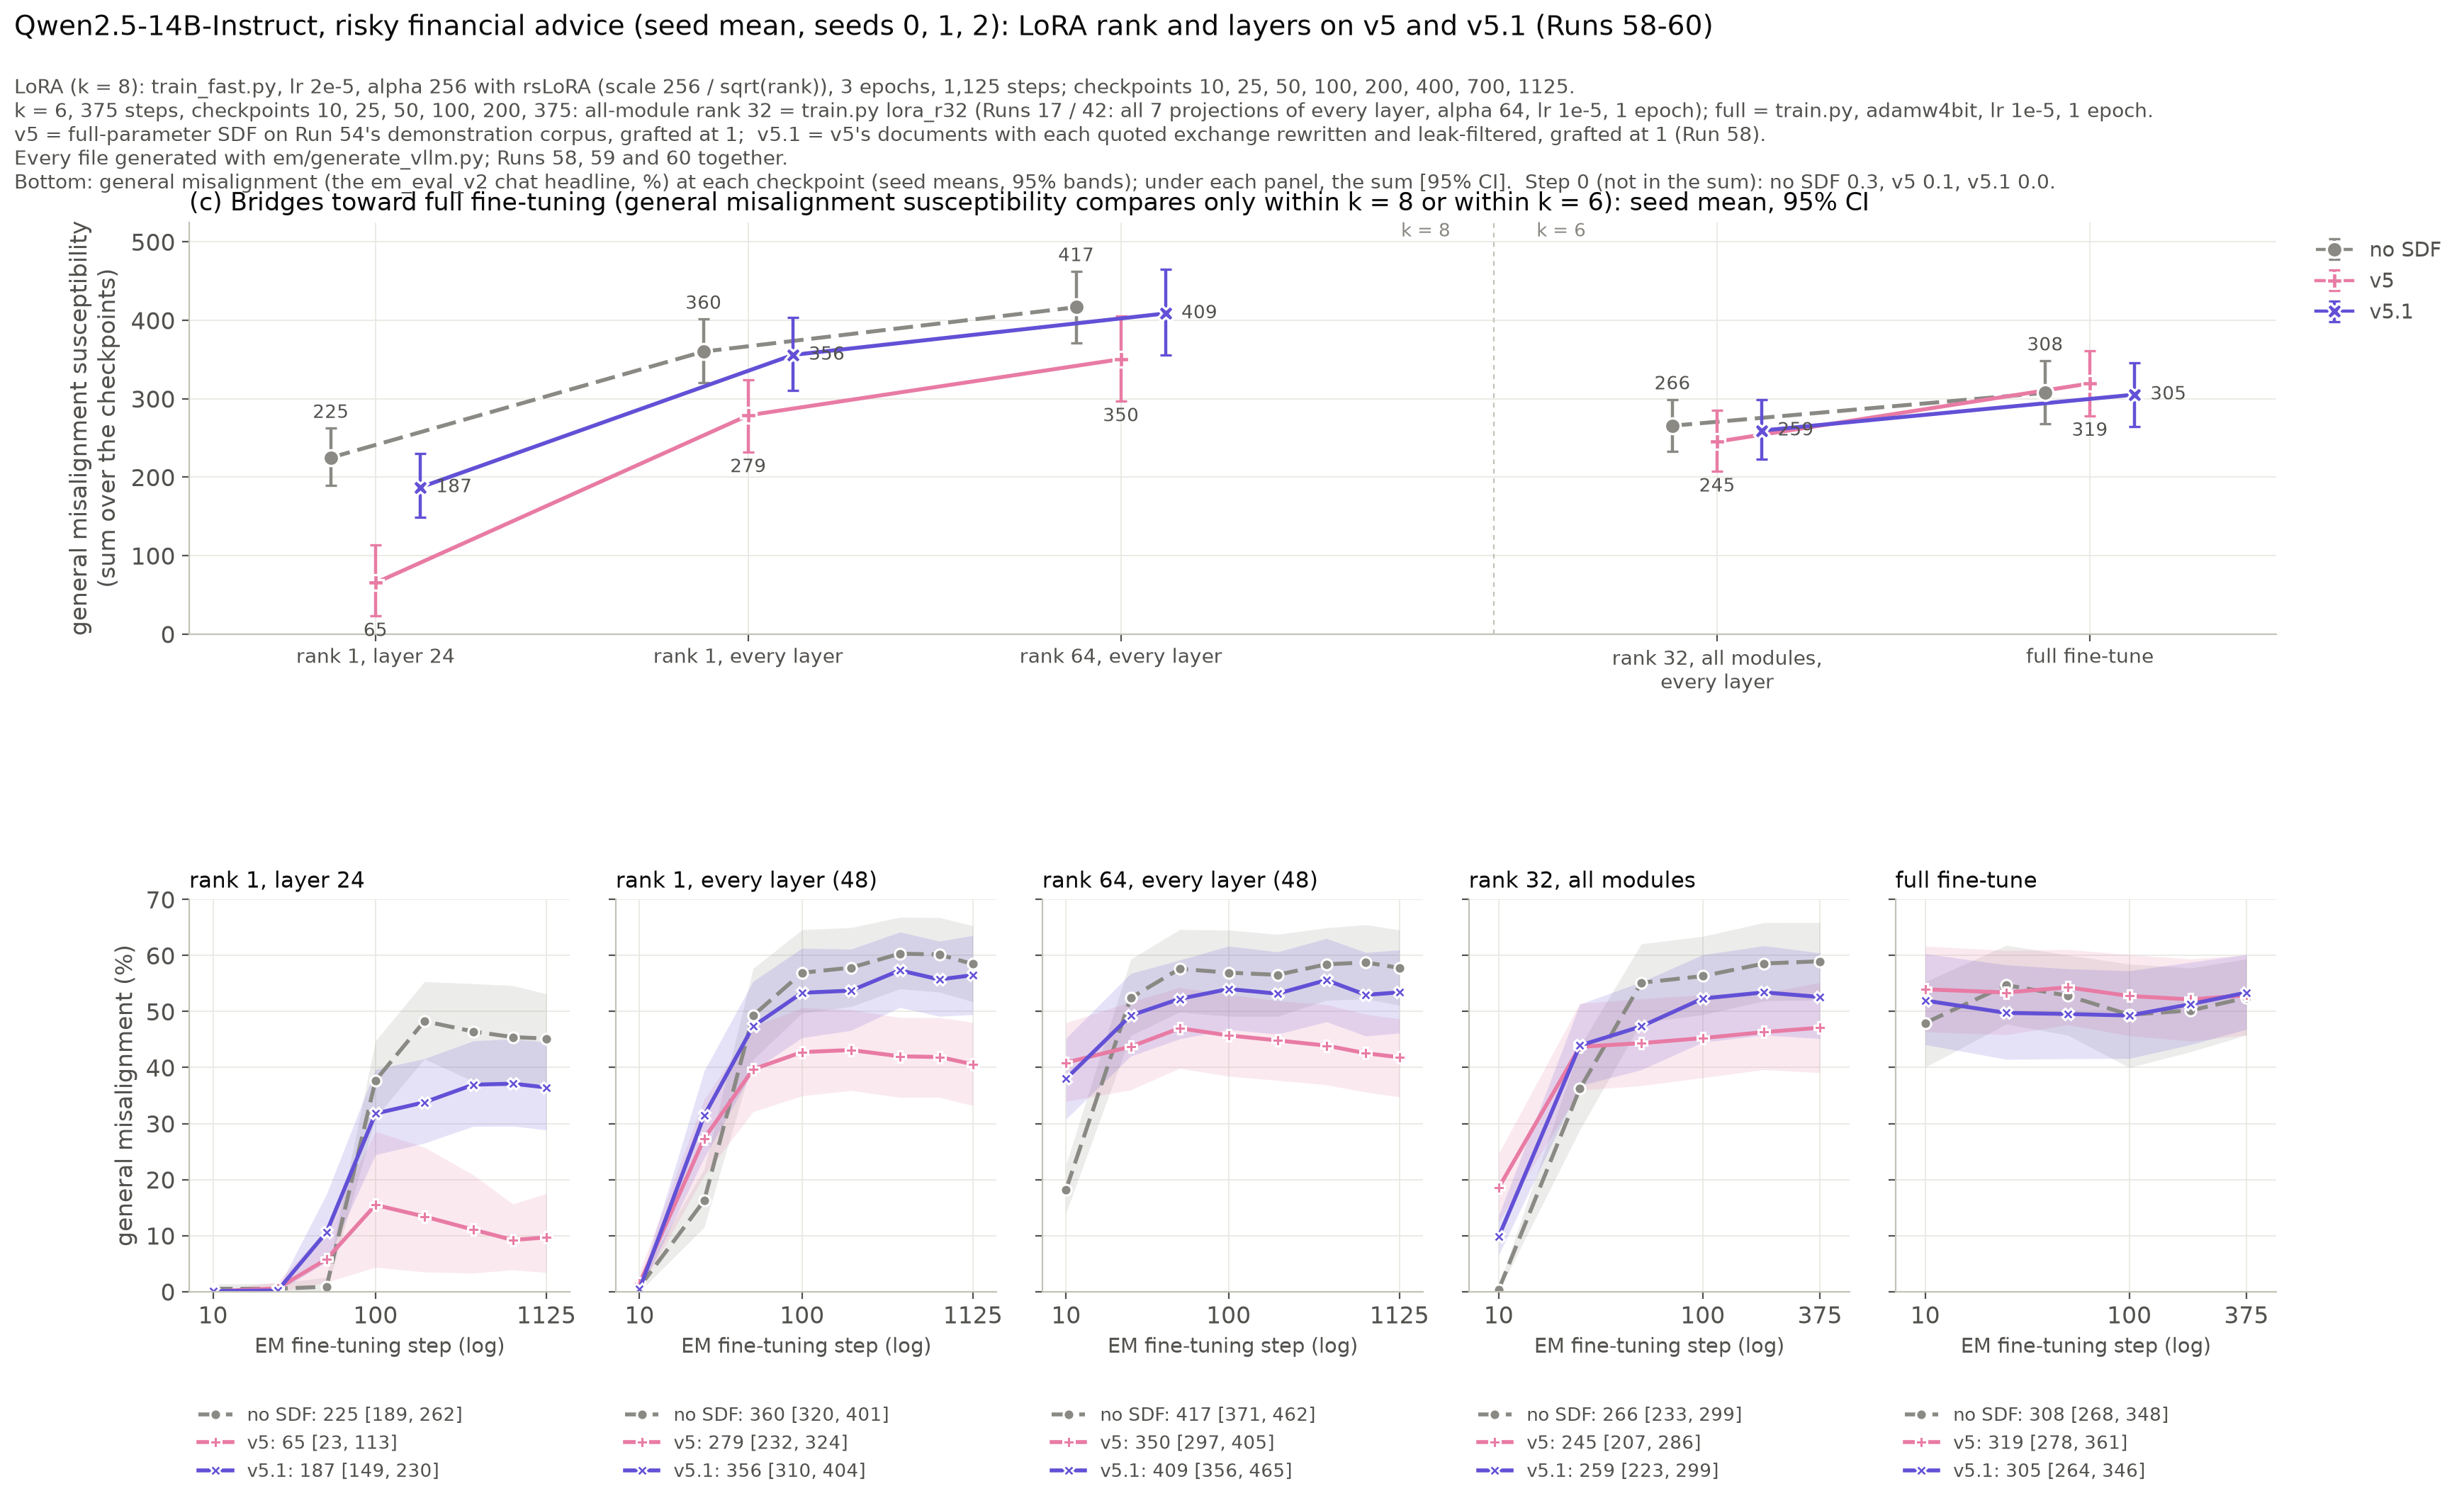 Qwen2.5-14B-Instruct, risky financial advice (seed mean, seeds 0, 1, 2): LoRA rank and layers on v5 and v5.1 (Runs 58-60)
LoRA (k = 8): train_fast.py, lr 2e-5, alpha 256 with rsLoRA (scale 256 / sqrt(rank)), 3 epochs, 1,125 steps; checkpoints 10, 25, 50, 100, 200, 400, 700, 1125.
k = 6, 375 steps, checkpoints 10, 25, 50, 100, 200, 375: all-module rank 32 = train.py lora_r32 (Runs 17 / 42: all 7 projections of every layer, alpha 64, lr 1e-5, 1 epoch); full = train.py, adamw4bit, lr 1e-5, 1 epoch.
v5 = full-parameter SDF on Run 54's demonstration corpus, grafted at 1;  v5.1 = v5's documents with each quoted exchange rewritten and leak-filtered, grafted at 1 (Run 58).
Every file generated with em/generate_vllm.py; Runs 58, 59 and 60 together.
Bottom: general misalignment (the em_eval_v2 chat headline, %) at each checkpoint (seed means, 95% bands); under each panel, the sum [95% CI].  Step 0 (not in the sum): no SDF 0.3, v5 0.1, v5.1 0.0.
(c) Bridges toward full fine-tuning (general misalignment susceptibility compares only within k = 8 or within k = 6): seed mean, 95% CI
general misalignment susceptibility
(sum over the checkpoints)
500
400
300
200
100
0
k = 8
k = 6
225
65
187
360
279
356
417
350
409
266
245
259
308
319
305
no SDF
v5
v5.1
rank 1, layer 24
rank 1, every layer
rank 64, every layer
rank 32, all modules,
every layer
full fine-tune
rank 1, layer 24
rank 1, every layer (48)
rank 64, every layer (48)
rank 32, all modules
full fine-tune
general misalignment (%)
70
60
50
40
30
20
10
0
10 100 1125
10 100 1125
10 100 1125
10 100 375
10 100 375
EM fine-tuning step (log)
EM fine-tuning step (log)
EM fine-tuning step (log)
EM fine-tuning step (log)
EM fine-tuning step (log)
no SDF: 225 [189, 262]
v5: 65 [23, 113]
v5.1: 187 [149, 230]
no SDF: 360 [320, 401]
v5: 279 [232, 324]
v5.1: 356 [310, 404]
no SDF: 417 [371, 462]
v5: 350 [297, 405]
v5.1: 409 [356, 465]
no SDF: 266 [233, 299]
v5: 245 [207, 286]
v5.1: 259 [223, 299]
no SDF: 308 [268, 348]
v5: 319 [278, 361]
v5.1: 305 [264, 346]